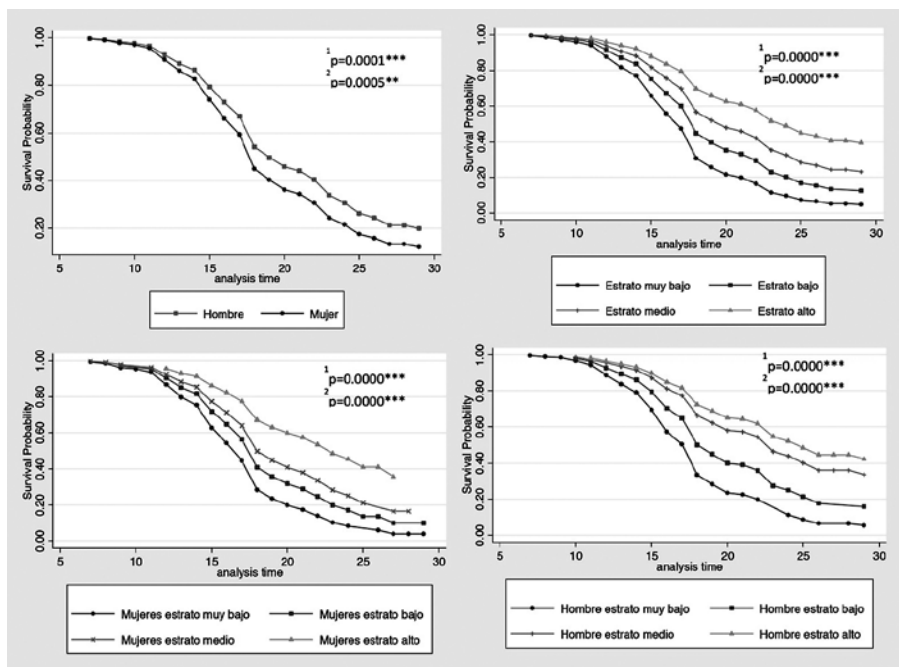 1.00
0.80
0.60
0.40
0.20
Survival Probability
1
p=0.0001***
2
p=0.0005**
5 10 15 20 25 30
analysis time
Hombre Mujer
1.00
0.80
0.60
0.40
0.20
0.00
Survival Probability
1
p=0.0000***
2
p=0.0000***
5 10 15 20 25 30
analysis time
Estrato muy bajo Estrato bajo
Estrato medio Estrato alto
1.00
0.80
0.60
0.40
0.20
0.00
Survival Probability
1
p=0.0000***
2
p=0.0000***
5 10 15 20 25 30
analysis time
Mujeres estrato muy bajo Mujeres estrato bajo
Mujeres estrato medio Mujeres estrato alto
1.00
0.80
0.60
0.40
0.20
0.00
Survival Probability
1
p=0.0000***
2
p=0.0000***
5 10 15 20 25 30
analysis time
Hombre estrato muy bajo Hombre estrato bajo
Hombre estrato medio Hombre estrato alto